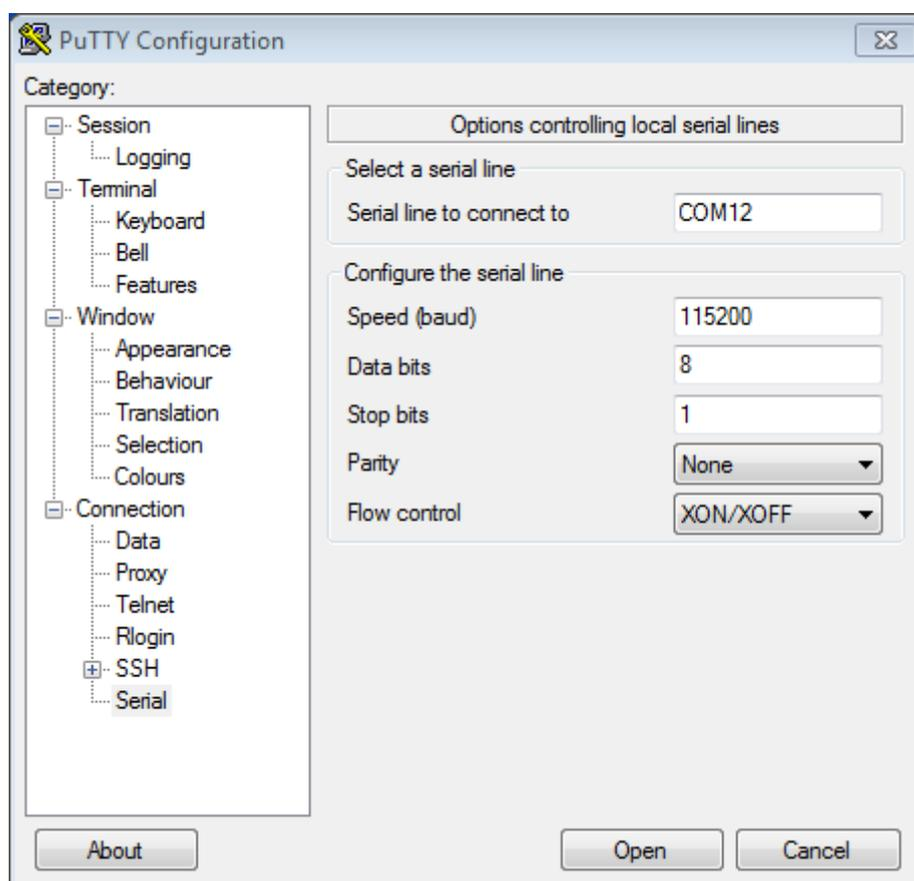 PuTTY Configuration
Category:
Session
Logging
Terminal
Keyboard
Bell
Features
Window
Appearance
Behaviour
Translation
Selection
Colours
Connection
Data
Proxy
Telnet
Rlogin
SSH
Serial
Options controlling local serial lines
Select a serial line
Serial line to connect to COM12
Configure the serial line
Speed (baud) 115200
Data bits 8
Stop bits 1
Parity None
Flow control XON/XOFF
About
Open
Cancel